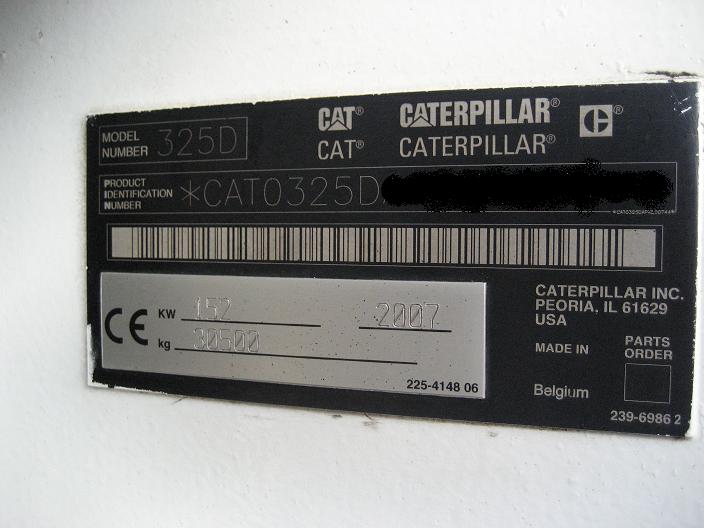 MODEL
NUMBER 325D
CAT® CATERPILLAR® C®
CAT® CATERPILLAR®
PRODUCT
IDENTIFICATION
NUMBER *CAT0325D
CE KW 152 2007
kg 30500
225-4148 06
CATERPILLAR INC.
PEORIA, IL 61629
USA
MADE IN
Belgium
PARTS
ORDER
239-6986 2